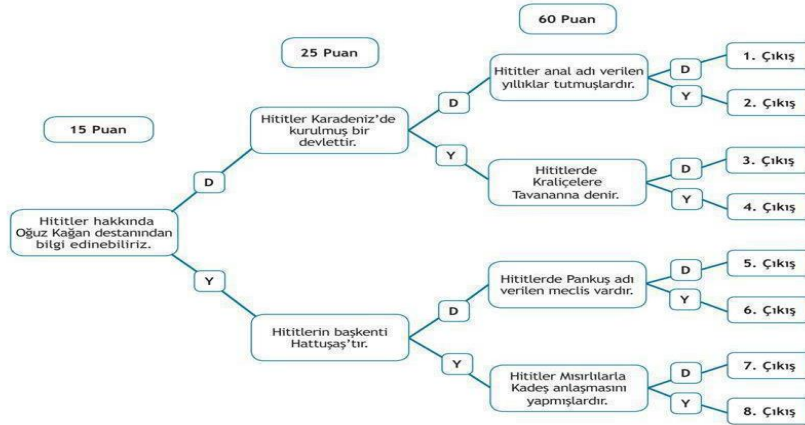 60 Puan
25 Puan
15 Puan
Hititler hakkında
Oğuz Kağan destanından
bilgi edinebiliriz.
D
Y
Hititler Karadeniz'de
kurulmuş bir
devlettir.
D
Y
Hititlerin başkenti
Hattuşaş'tır.
D
Y
Hititler anal adı verilen
yıllıklar tutmuşlardır.
D
Y
Hititlerde
Kraliçelere
Tavananna denir.
D
Y
Hititlerde Pankuş adı
verilen meclis vardır.
D
Y
Hititler Mısırlılarla
Kadeş anlaşmasını
yapmışlardır.
D
Y
1. Çıkış
2. Çıkış
3. Çıkış
4. Çıkış
5. Çıkış
6. Çıkış
7. Çıkış
8. Çıkış